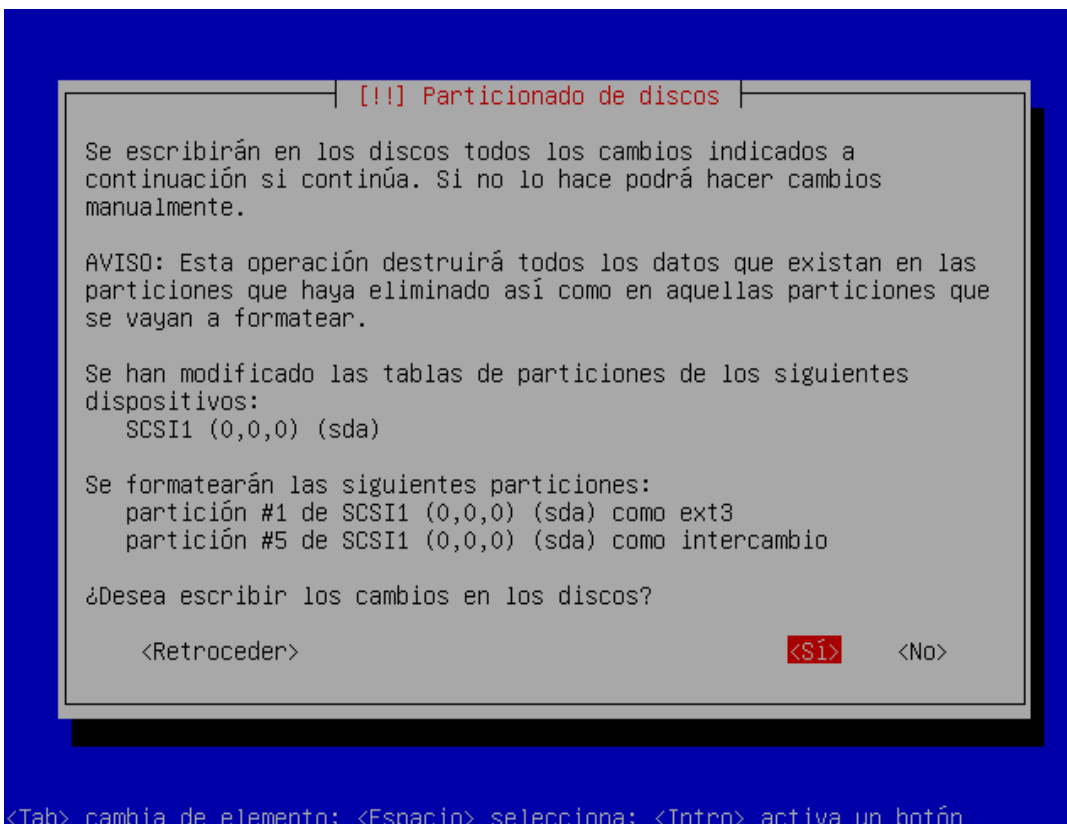 [!!] Particionado de discos
Se escribirán en los discos todos los cambios indicados a
continuación si continúa. Si no lo hace podrá hacer cambios
manualmente.
AVISO: Esta operación destruirá todos los datos que existan en las
particiones que haya eliminado así como en aquellas particiones que
se vayan a formatear.
Se han modificado las tablas de particiones de los siguientes
dispositivos:
SCSI1 (0,0,0) (sda)
Se formatearán las siguientes particiones:
partición #1 de SCSI1 (0,0,0) (sda) como ext3
partición #5 de SCSI1 (0,0,0) (sda) como intercambio
¿Desea escribir los cambios en los discos?
<Retroceder> <Sí> <No>
<Tab> cambia de elemento; <Espacio> selecciona; <Intro> activa un botón